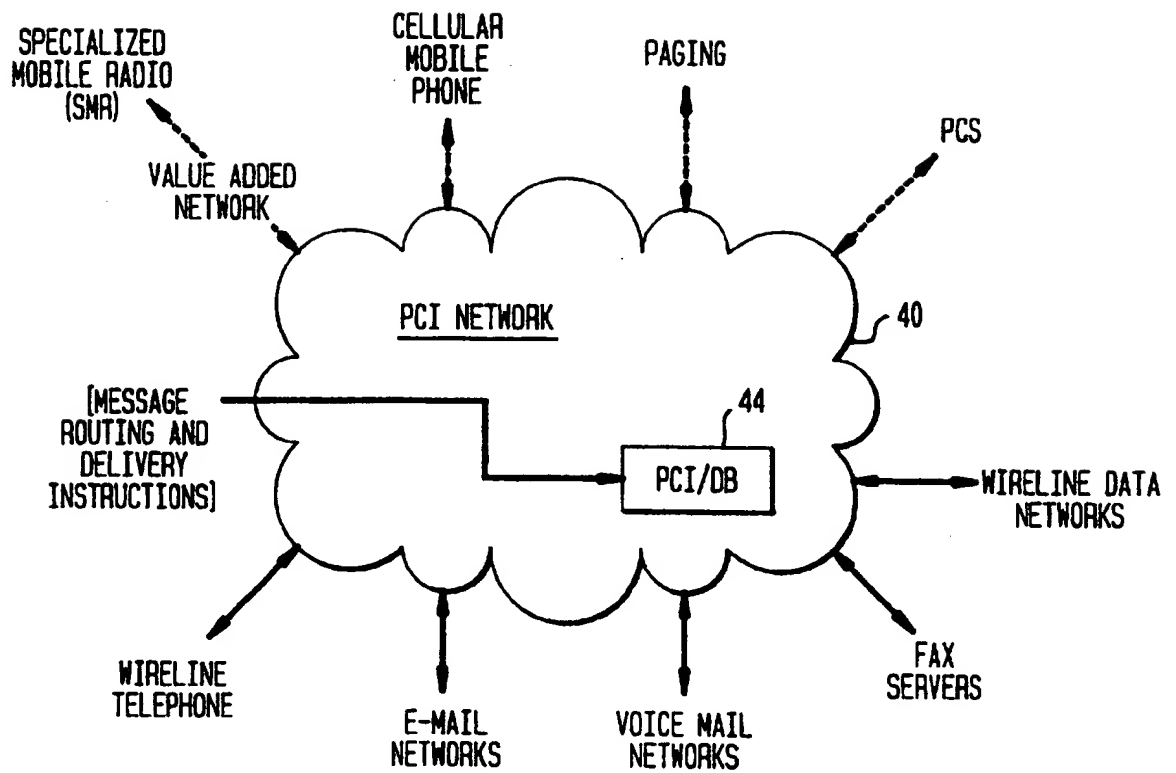 SPECIALIZED
MOBILE RADIO
(SMR)
CELLULAR
MOBILE
PHONE
PAGING
PCS
VALUE ADDED
NETWORK
PCI NETWORK
40
[MESSAGE
ROUTING AND
DELIVERY
INSTRUCTIONS]
44
PCI/DB
WIRELINE DATA
NETWORKS
WIRELINE
TELEPHONE
E-MAIL
NETWORKS
VOICE MAIL
NETWORKS
FAX
SERVERS